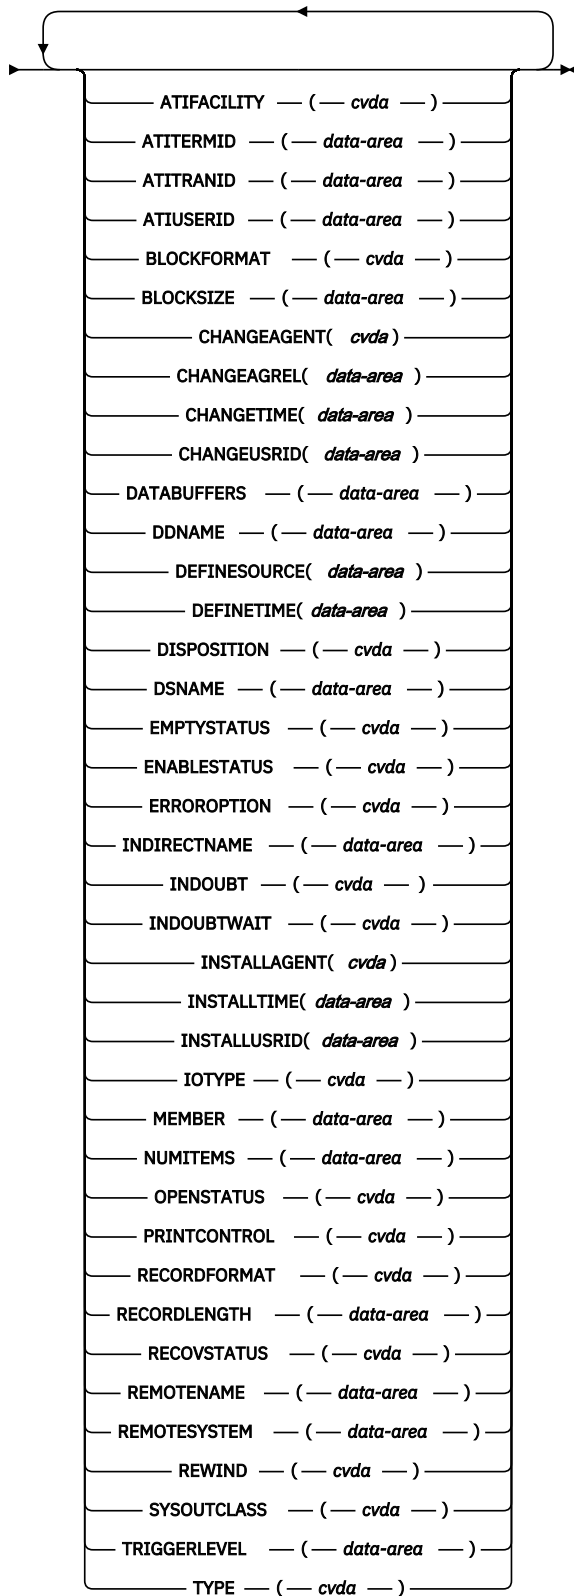 ATIFACILITY ( cvda )
ATITERMID ( data-area )
ATITRANID ( data-area )
ATIUSERID ( data-area )
BLOCKFORMAT ( cvda )
BLOCKSIZE ( data-area )
CHANGEAGENT( cvda )
CHANGEAGREL( data-area )
CHANGETIME( data-area )
CHANGEUSRID( data-area )
DATABUFFERS ( data-area )
DDNAME ( data-area )
DEFINESOURCE( data-area )
DEFINETIME( data-area )
DISPOSITION ( cvda )
DSNAME ( data-area )
EMPTYSTATUS ( cvda )
ENABLESTATUS ( cvda )
ERROROPTION ( cvda )
INDIRECTNAME ( data-area )
INDOUBT ( cvda )
INDOUBTWAIT ( cvda )
INSTALLAGENT( cvda )
INSTALLTIME( data-area )
INSTALLUSRID( data-area )
IOTYPE ( cvda )
MEMBER ( data-area )
NUMITEMS ( data-area )
OPENSTATUS ( cvda )
PRINTCONTROL ( cvda )
RECORDFORMAT ( cvda )
RECORDLENGTH ( data-area )
RECOVSTATUS ( cvda )
REMOTENAME ( data-area )
REMOTESYSTEM ( data-area )
REWIND ( cvda )
SYSOUTCLASS ( cvda )
TRIGGERLEVEL ( data-area )
TYPE ( cvda )